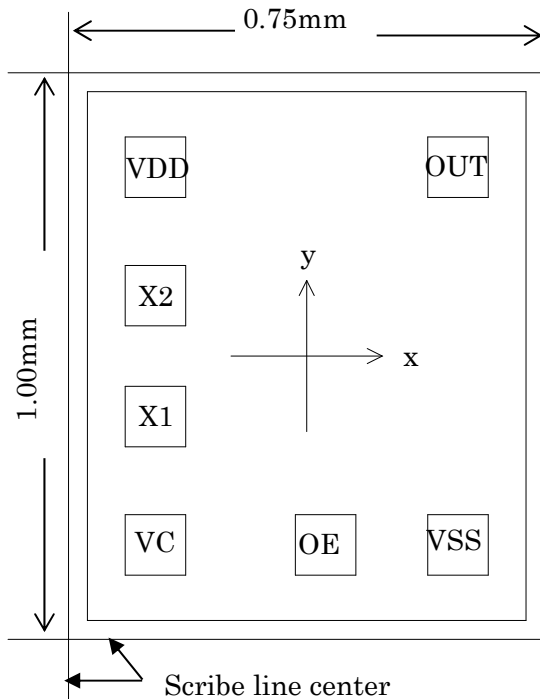 0.75mm
VDD
OUT
y
X2
x
1.00mm
X1
VC
OE
VSS
Scribe line center